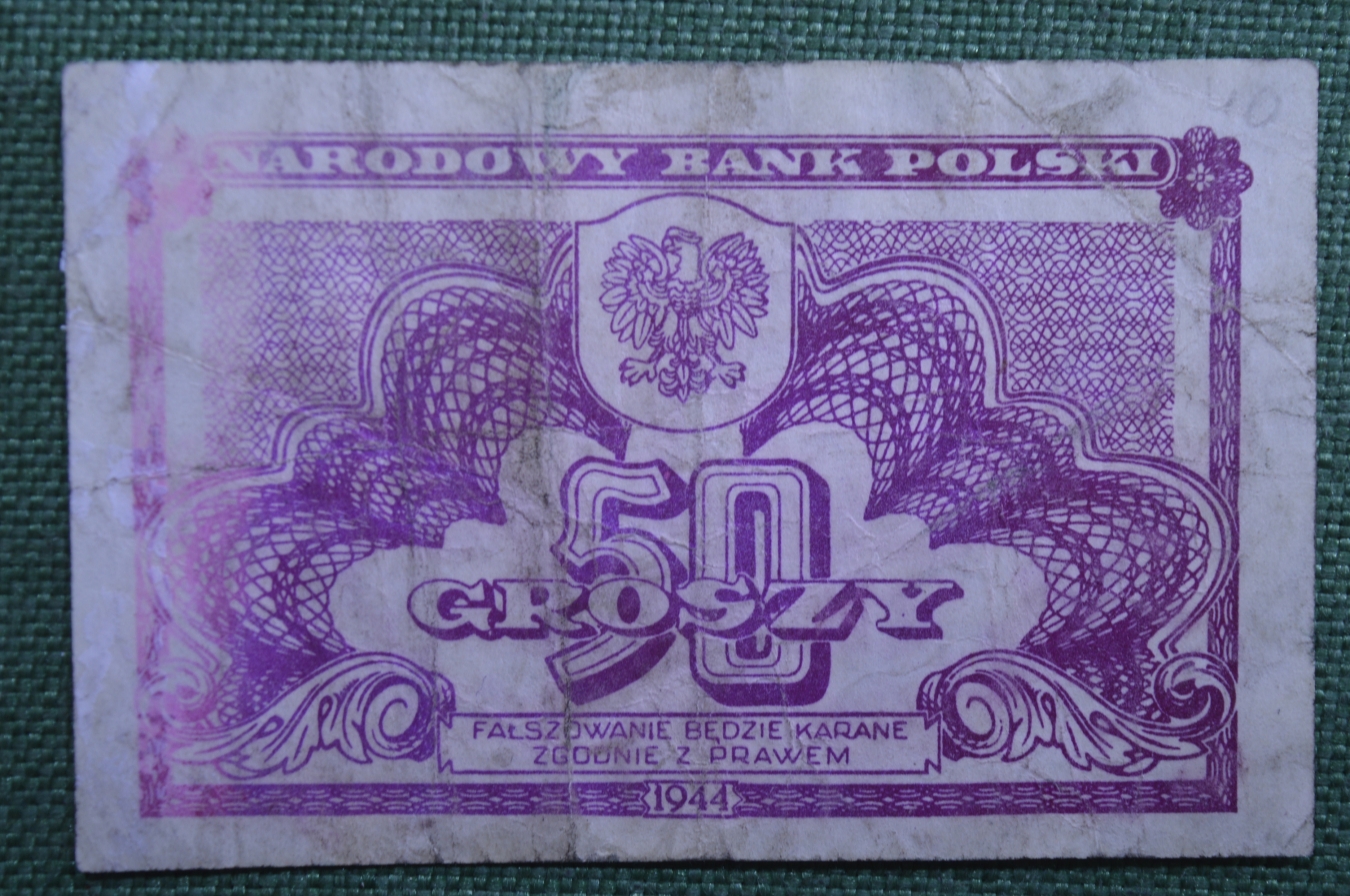 NARODOWY BANK POLSKI
50
GROSZY
FAŁSZOWANIE BĘDZIE KARANE
ZGODNIE Z PRAWEM
1944